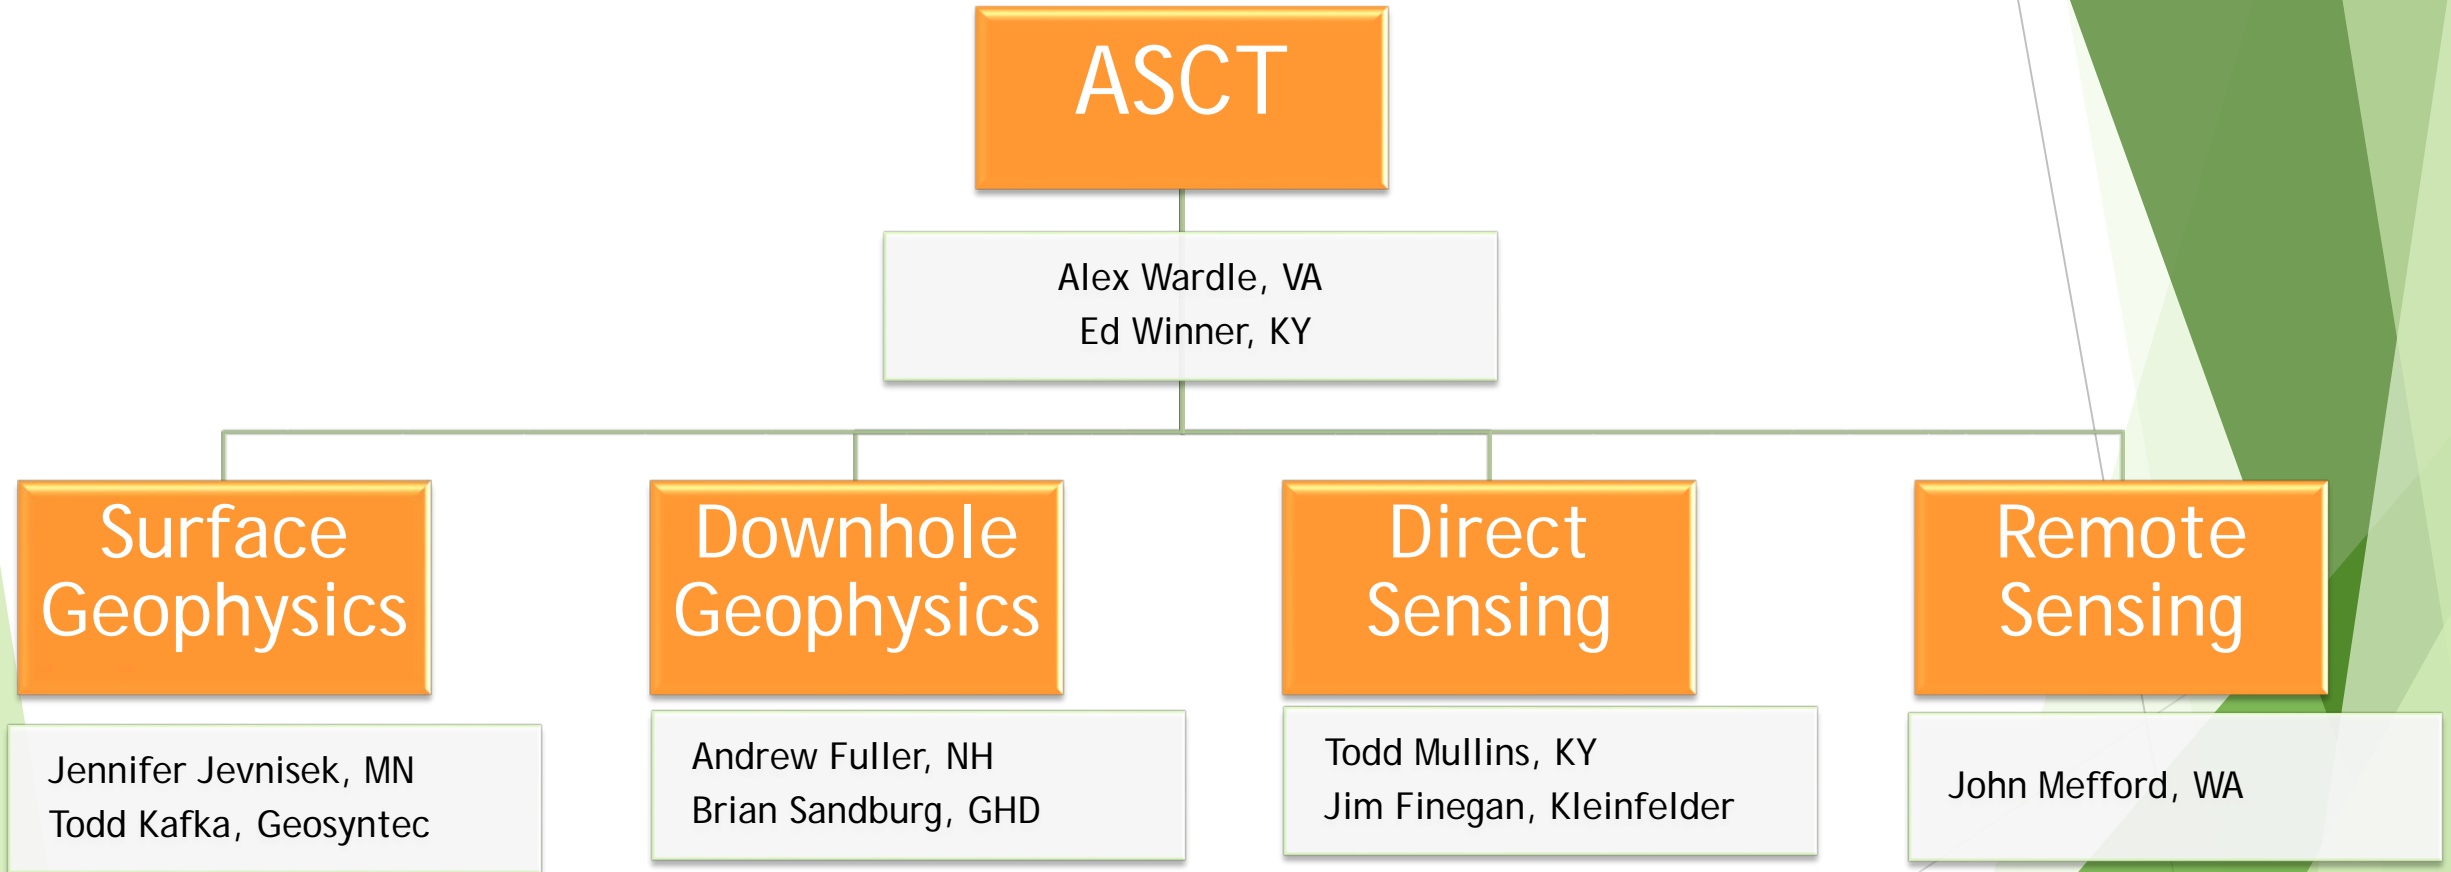 ASCT
Alex Wardle, VA
Ed Winner, KY
Surface
Geophysics
Jennifer Jevnisek, MN
Todd Kafka, Geosyntec
Downhole
Geophysics
Andrew Fuller, NH
Brian Sandburg, GHD
Direct
Sensing
Todd Mullins, KY
Jim Finegan, Kleinfelder
Remote
Sensing
John Mefford, WA